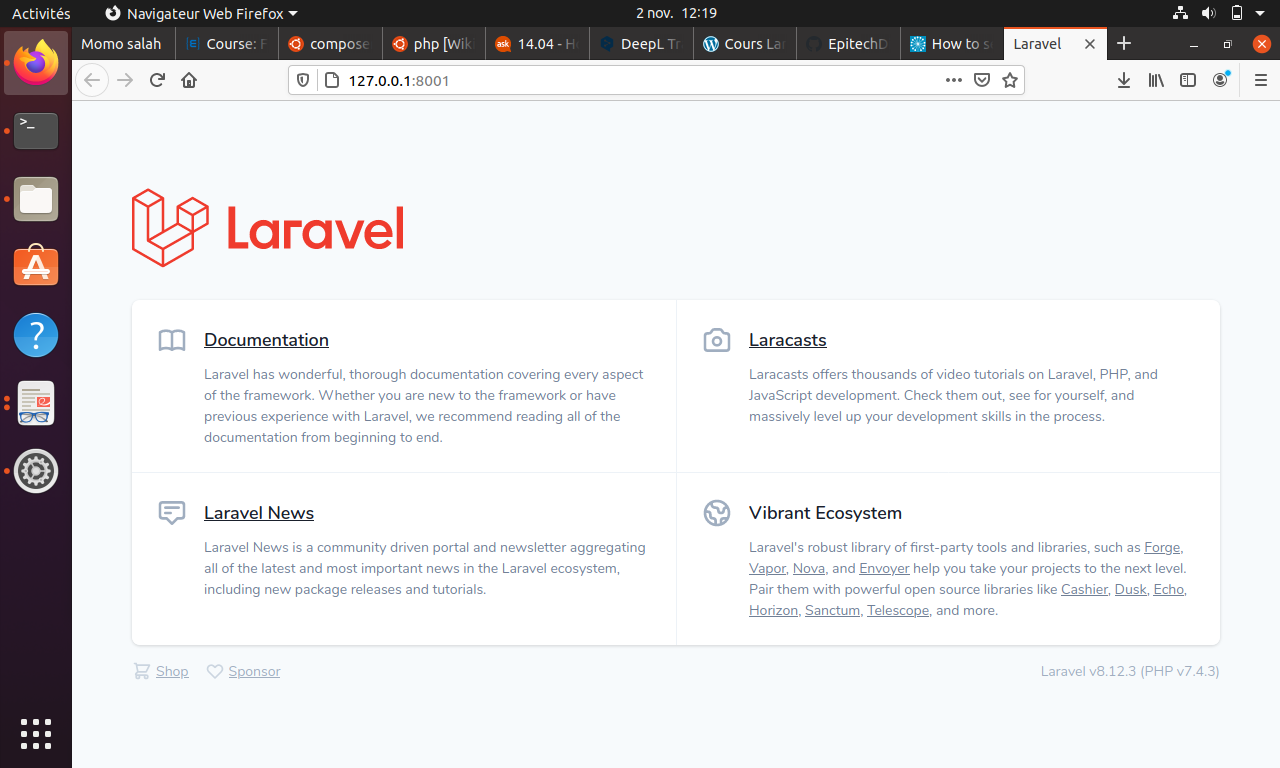 Activités
Navigateur Web Firefox
2 nov. 12:19
Momo salah
Course: F
compose
php [Wik
ask
14.04 - H
DeepL Tr
Cours La
EpitechD
How to s
Laravel
127.0.0.1:8001
Laravel
Documentation
Laravel has wonderful, thorough documentation covering every aspect
of the framework. Whether you are new to the framework or have
previous experience with Laravel, we recommend reading all of the
documentation from beginning to end.
Laracasts
Laracasts offers thousands of video tutorials on Laravel, PHP, and
JavaScript development. Check them out, see for yourself, and
massively level up your development skills in the process.
Laravel News
Laravel News is a community driven portal and newsletter aggregating
all of the latest and most important news in the Laravel ecosystem,
including new package releases and tutorials.
Vibrant Ecosystem
Laravel's robust library of first-party tools and libraries, such as Forge,
Vapor, Nova, and Envoyer help you take your projects to the next level.
Pair them with powerful open source libraries like Cashier, Dusk, Echo,
Horizon, Sanctum, Telescope, and more.
Shop
Sponsor
Laravel v8.12.3 (PHP v7.4.3)